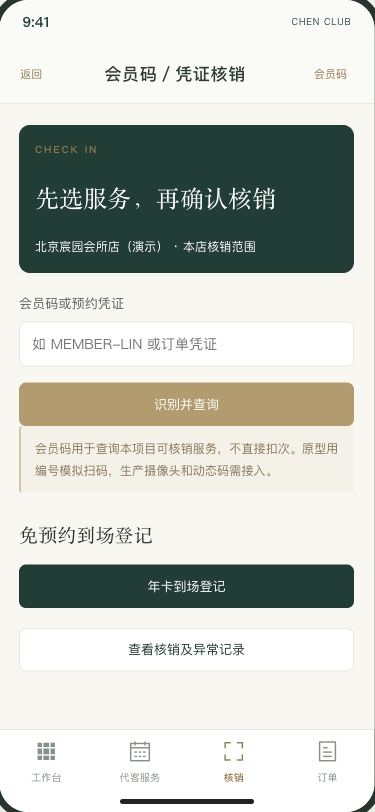 9:41 CHEN CLUB
返回 会员码 / 凭证核销 会员码
CHECK IN
先选服务，再确认核销
北京宸园会所店（演示） · 本店核销范围
会员码或预约凭证
如 MEMBER-LIN 或订单凭证
识别并查询
会员码用于查询本项目可核销服务，不直接扣次。原型用
编号模拟扫码，生产摄像头和动态码需接入。
免预约到场登记
年卡到场登记
查看核销及异常记录
工作台 代客服务 核销 订单